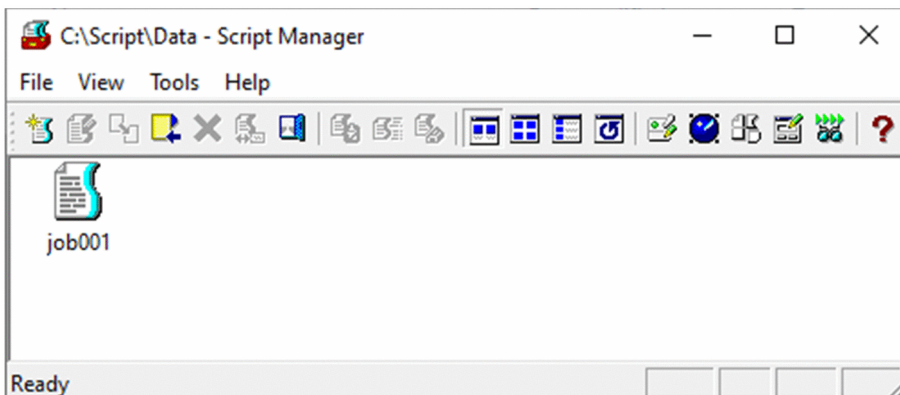 C:\Script\Data - Script Manager
File View Tools Help
job001
Ready